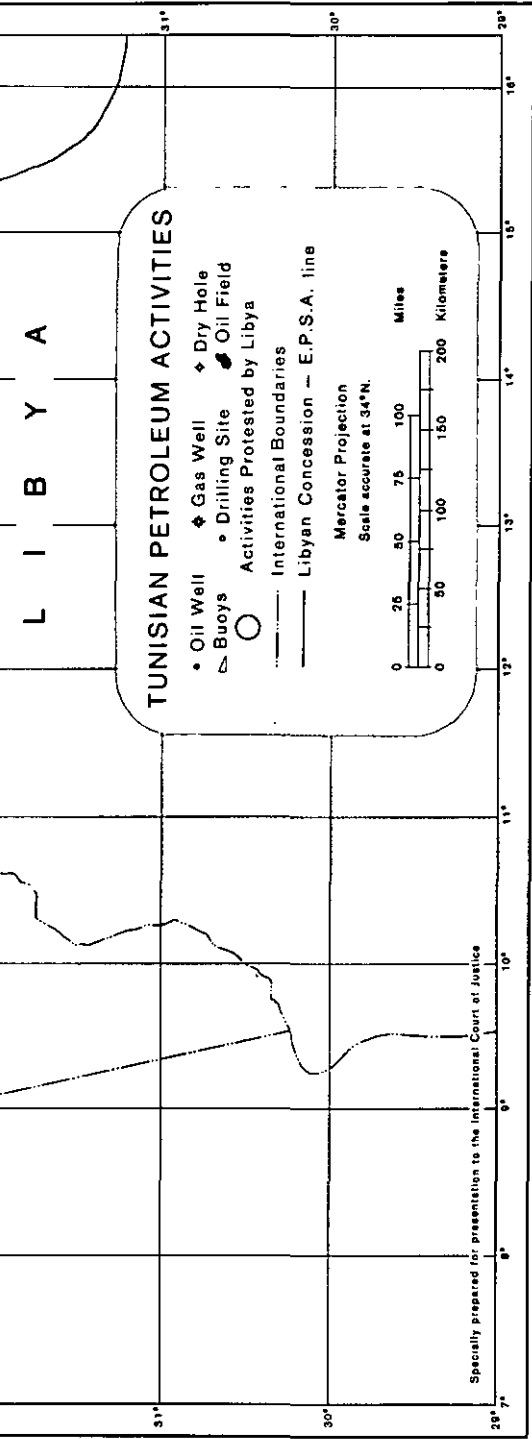 L I B Y A
TUNISIAN PETROLEUM ACTIVITIES
Oil Well Gas Well Dry Hole
Buoys Drilling Site Oil Field
Activities Protested by Libya
International Boundaries
Libyan Concession — E.P.S.A. line
Mercator Projection
Scale accurate at 34°N.
0 25 50 75 100 Miles
0 50 100 150 200 Kilometers
31° 31°
30° 30°
29° 29°
7° 8° 9° 10° 11° 12° 13° 14° 15° 16°
Specially prepared for presentation to the International Court of Justice